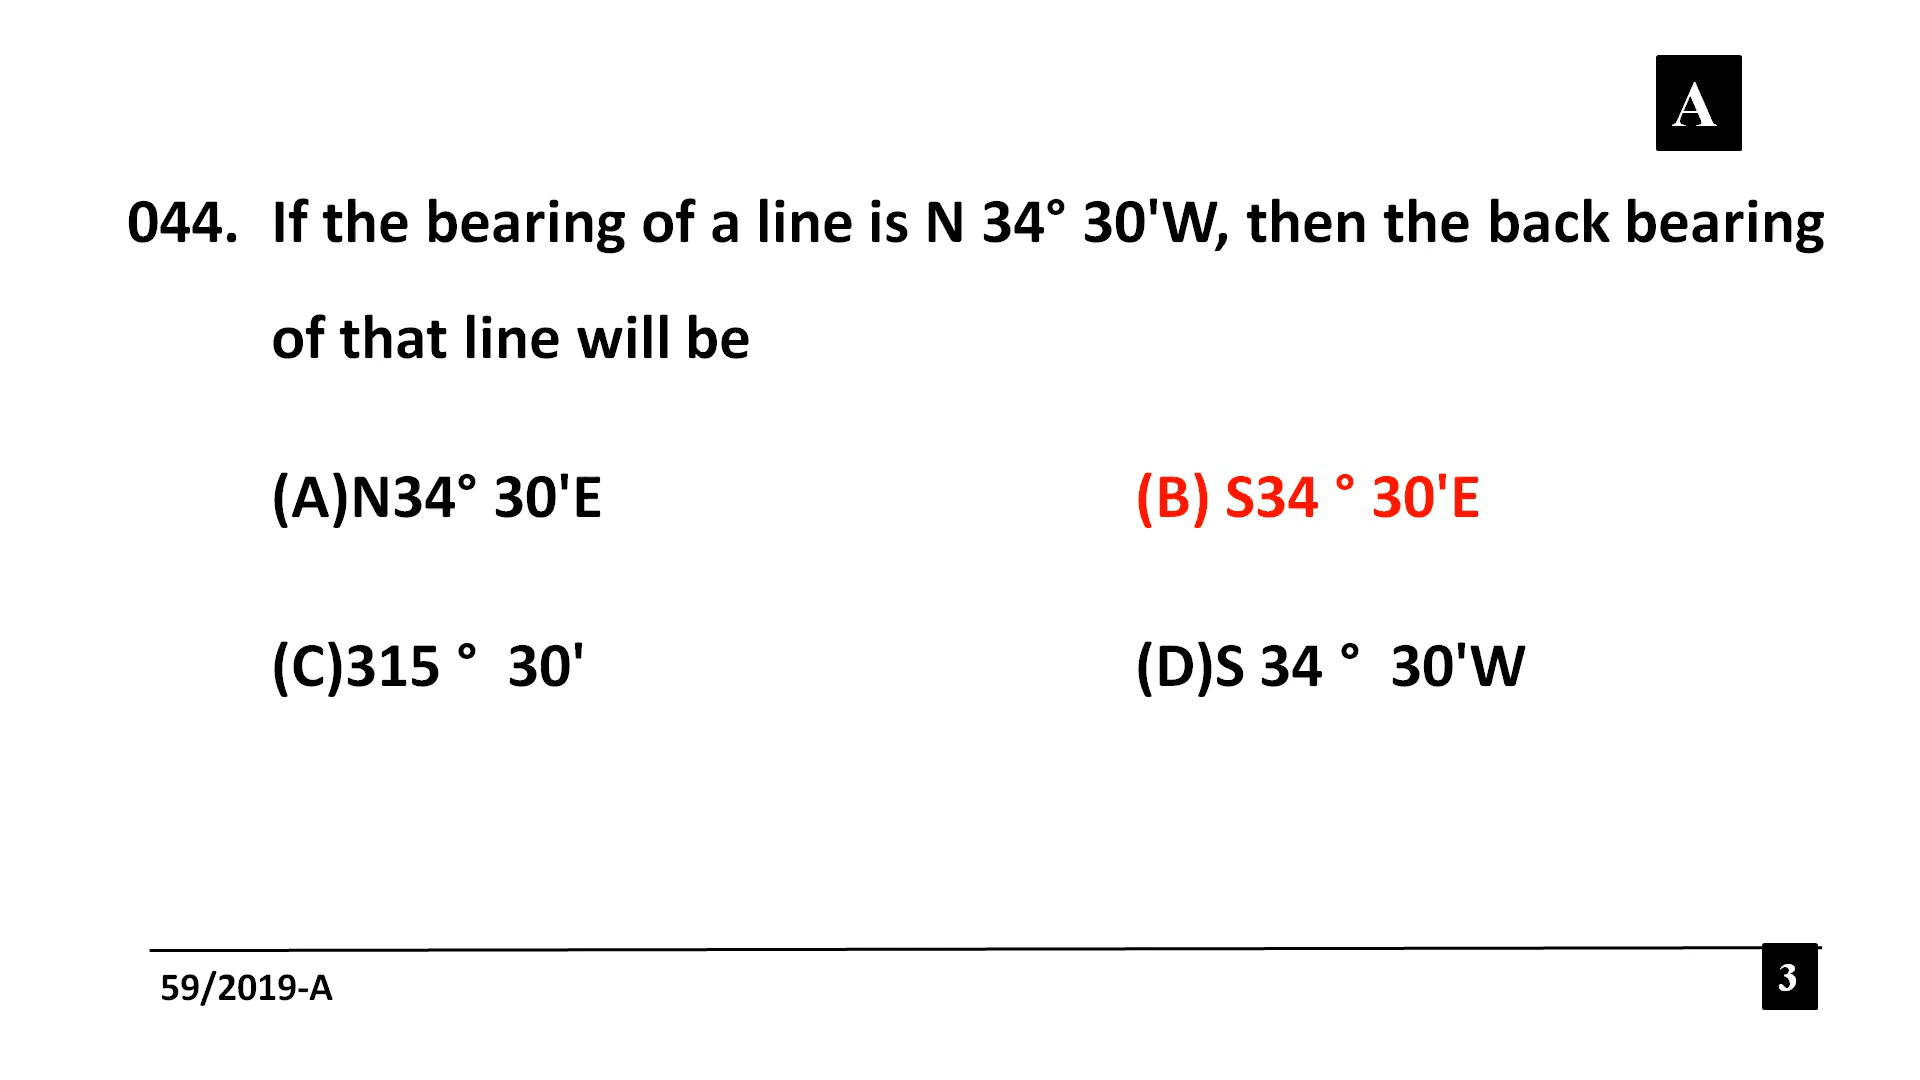 A
044. If the bearing of a line is N 34° 30'W, then the back bearing
of that line will be
(A)N34° 30'E (B) S34 ° 30'E
(C)315 ° 30' (D)S 34 ° 30'W
59/2019-A 3